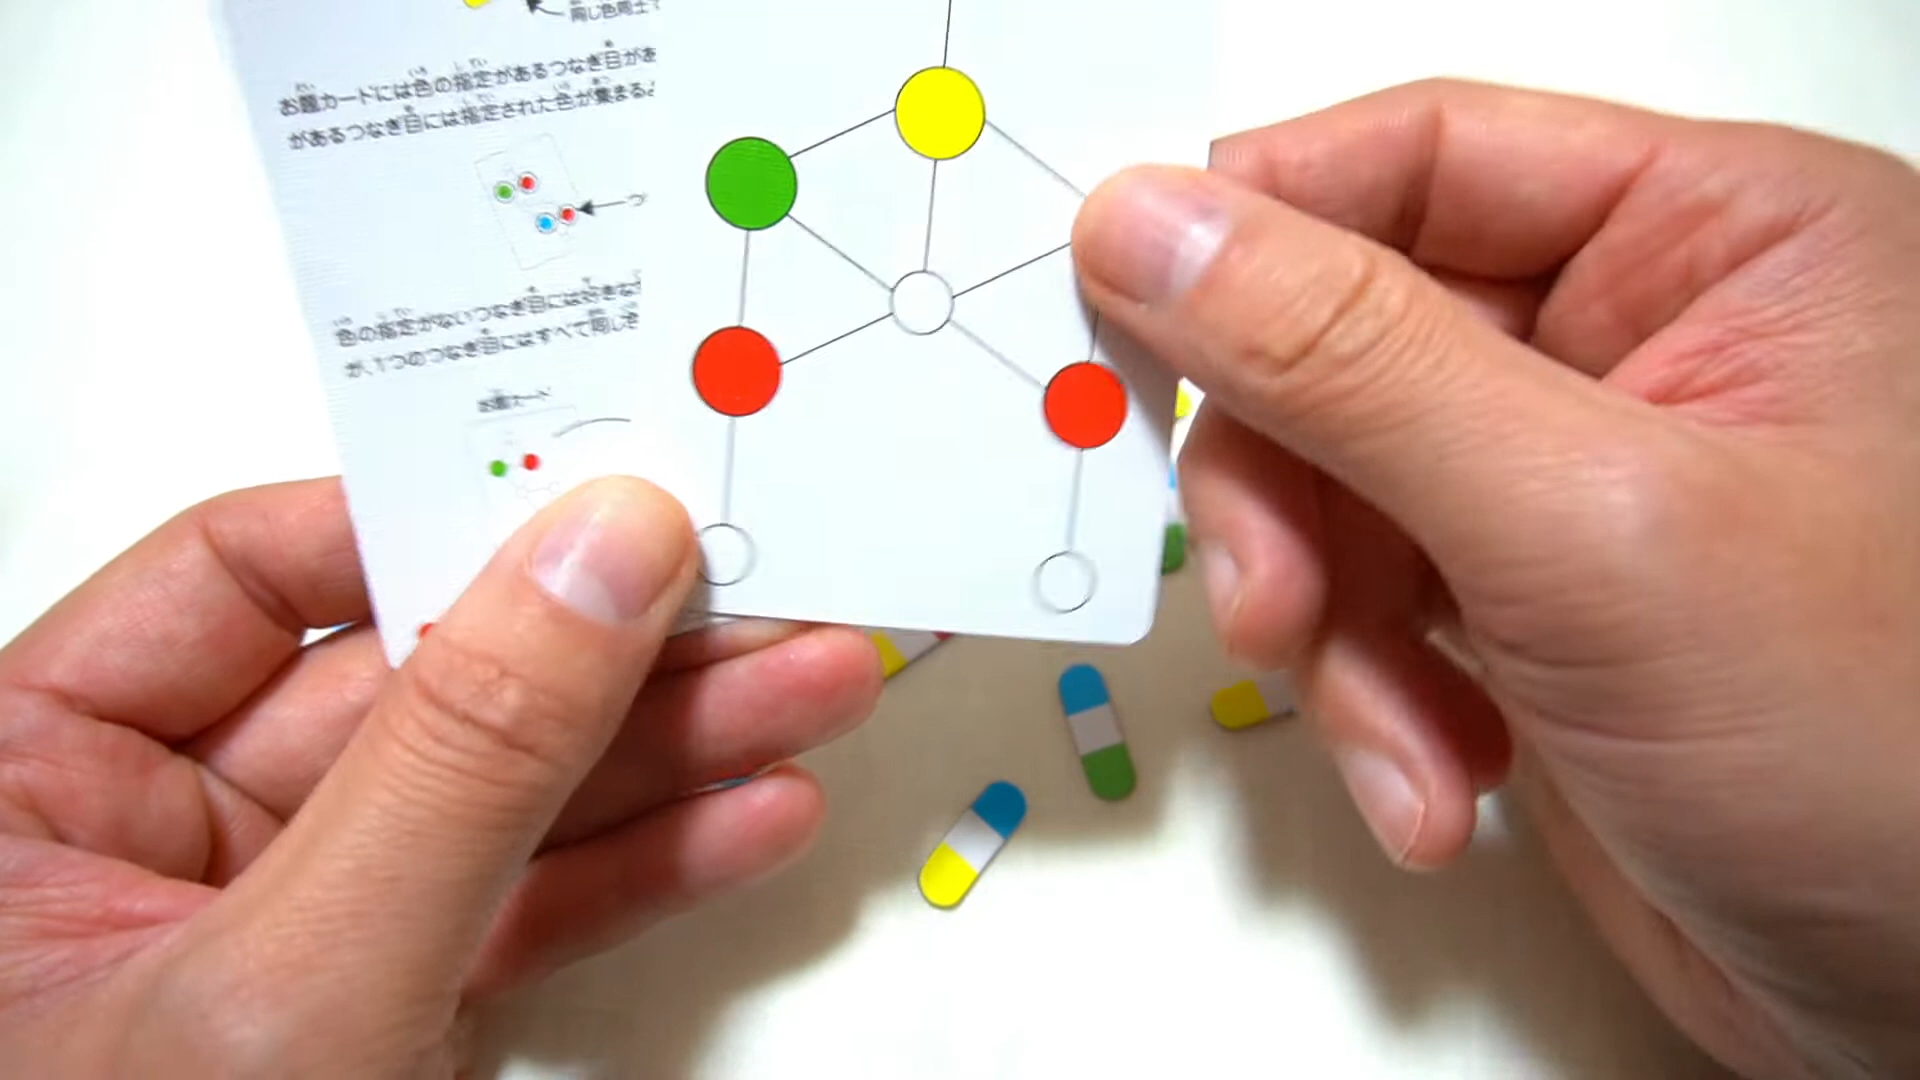 同じ色同士
お題カードには色の指定があるつなぎ目があ
があるつなぎ目には指定された色が集まるよ
つ
色の指定がないつなぎ目には好きな
が、1つのつなぎ目にはすべて同じ色
お題カード